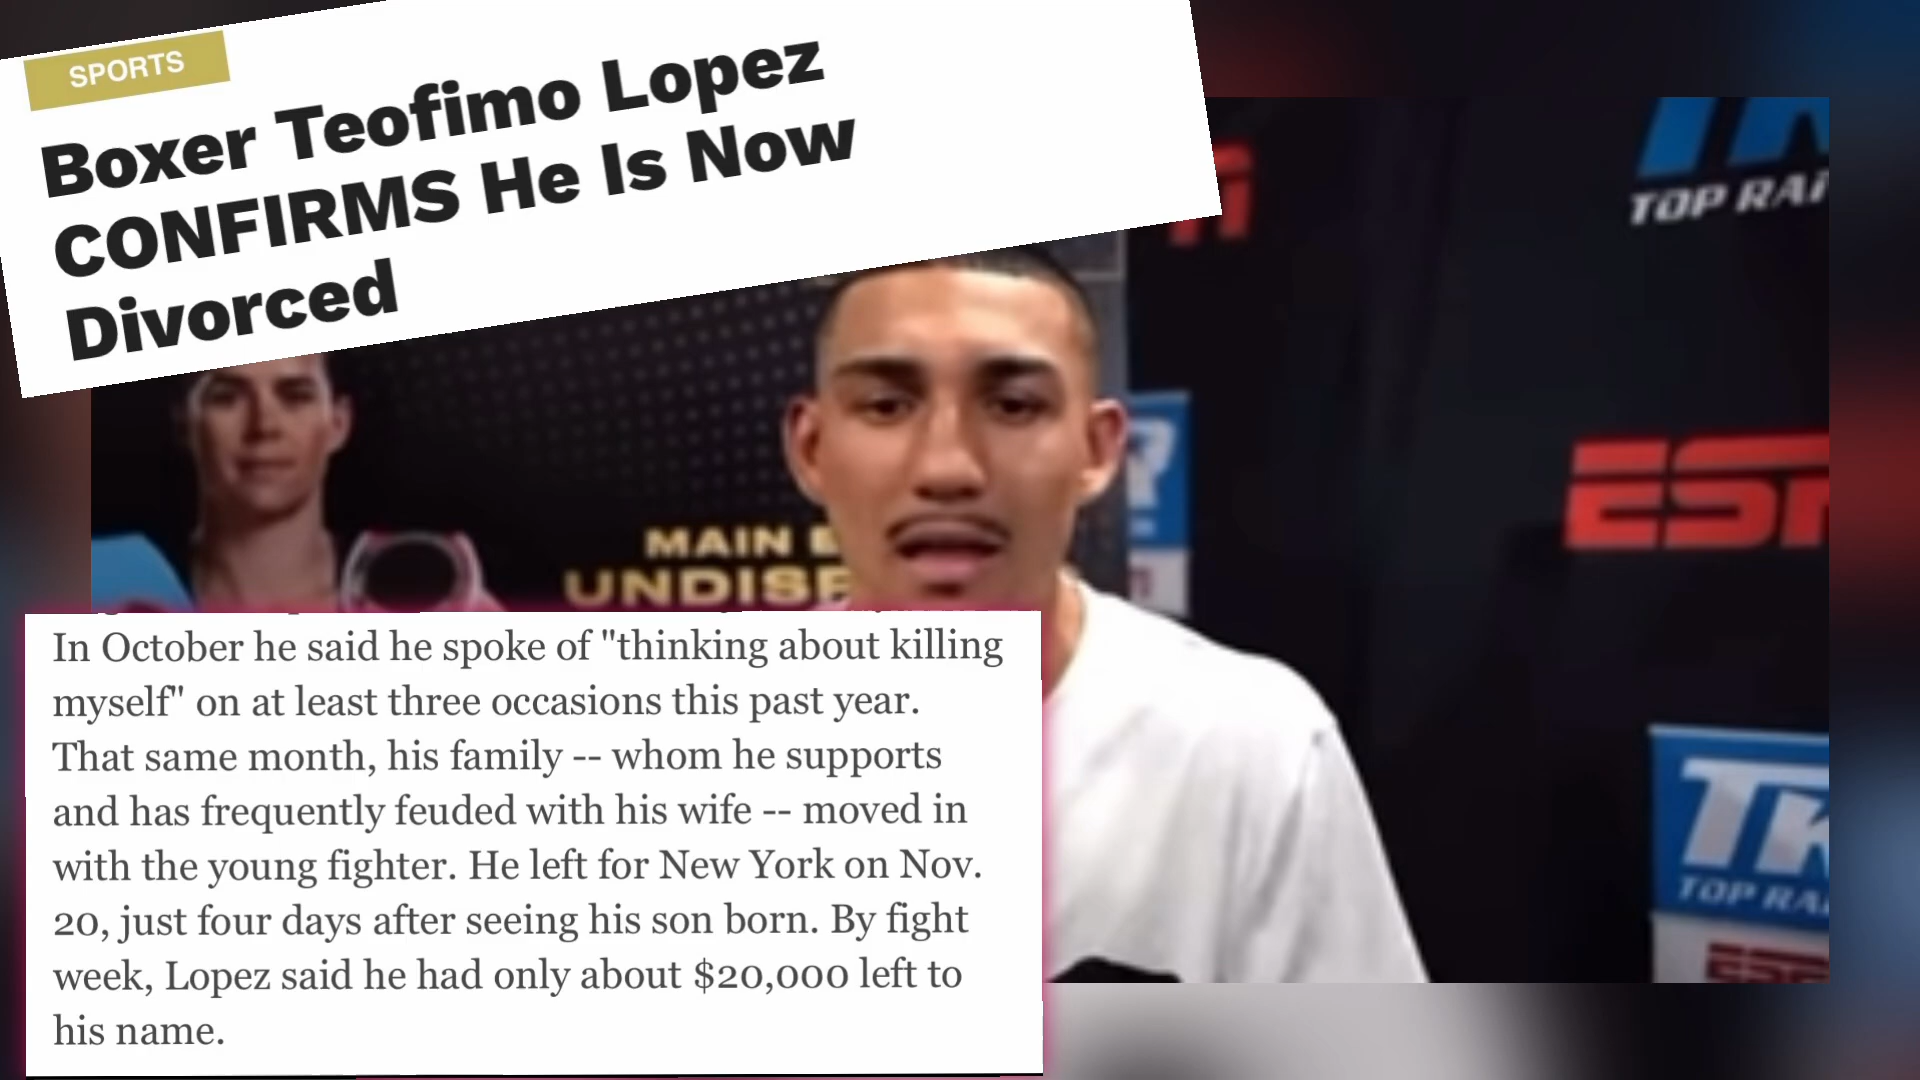 SPORTS
Boxer Teofimo Lopez
CONFIRMS He Is Now
Divorced
TOP RA
MAIN
ESP
UNDIS
In October he said he spoke of "thinking about killing
myself" on at least three occasions this past year.
That same month, his family -- whom he supports
and has frequently feuded with his wife -- moved in
with the young fighter. He left for New York on Nov.
20, just four days after seeing his son born. By fight
week, Lopez said he had only about $20,000 left to
his name.
TOP RA